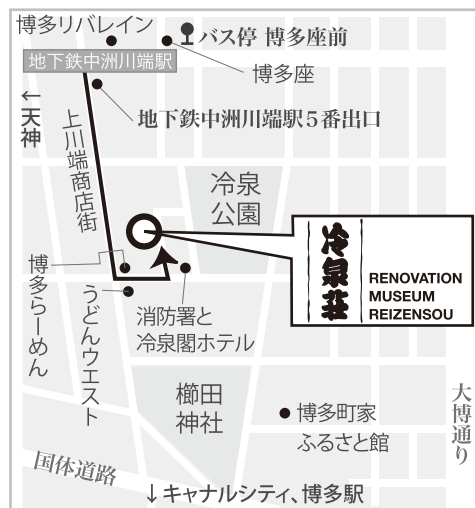 博多リバレイン
バス停 博多座前
地下鉄中洲川端駅
博多座
←天神
地下鉄中洲川端駅5番出口
上川端商店街
冷泉
公園
冷泉荘
RENOVATION
MUSEUM
REIZENSOU
博多らーめん
うどんウエスト
消防署と
冷泉閣ホテル
櫛田
神社
博多町家
ふるさと館
大博通り
国体道路
↓キャナルシティ、博多駅